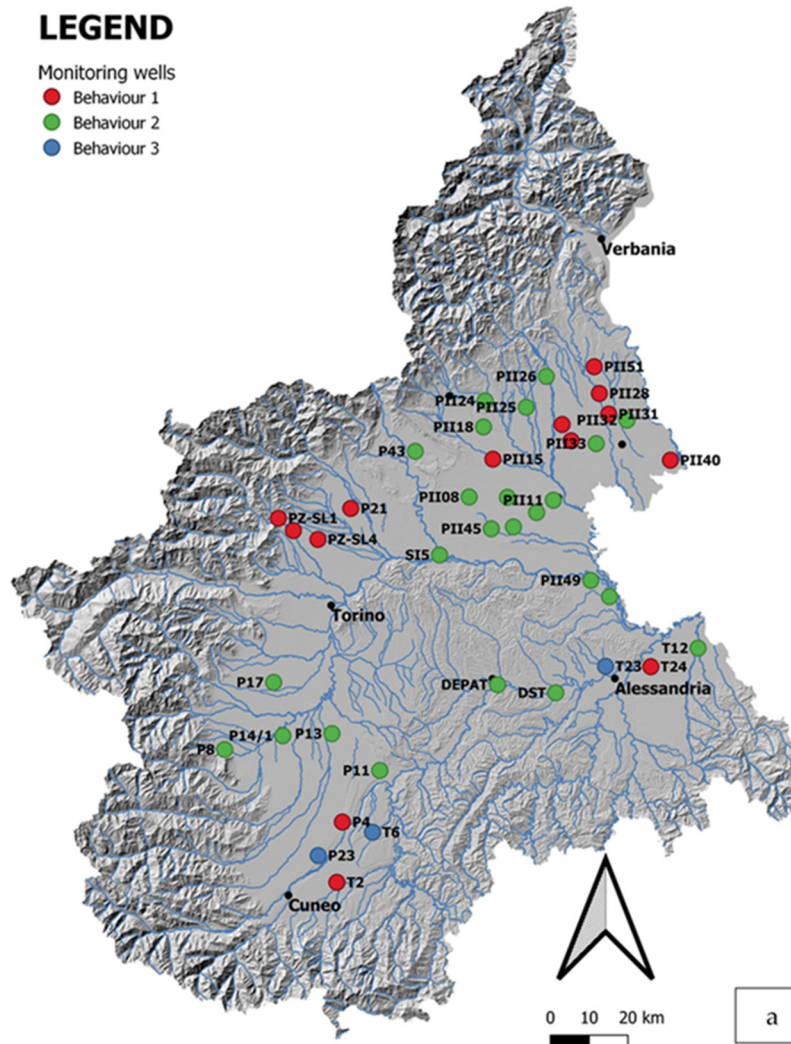 LEGEND
Monitoring wells
Behaviour 1
Behaviour 2
Behaviour 3
Verbania
PII51
PII26
PII28
PII24
PII25
PII31
PII32
PII18
PII33
P43
PII15
PII40
PII08
PII11
P21
PZ-SL1
PII45
PZ-SL4
SI5
PII49
Torino
T12
T23
T24
P17
DEPAT
Alessandria
DST
P14/1
P13
P8
P11
P4
T6
P23
T2
Cuneo
0 10 20 km
a